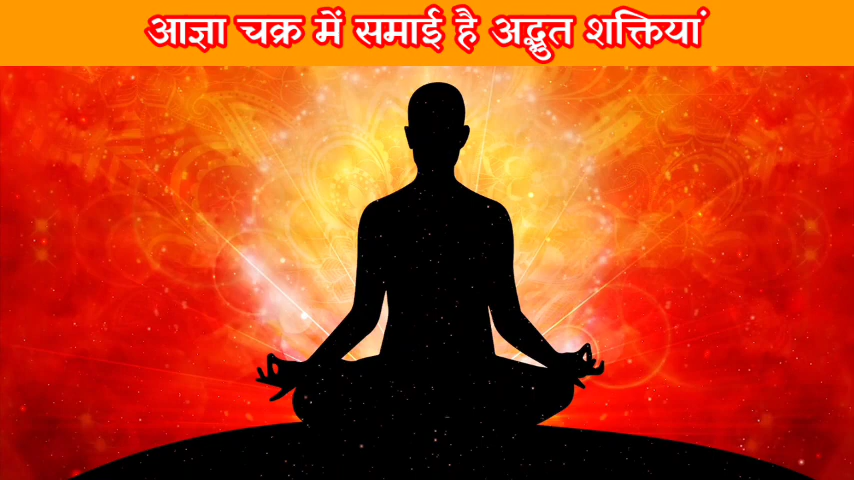 आज्ञा चक्र में समाई है अद्भुत शक्तियां